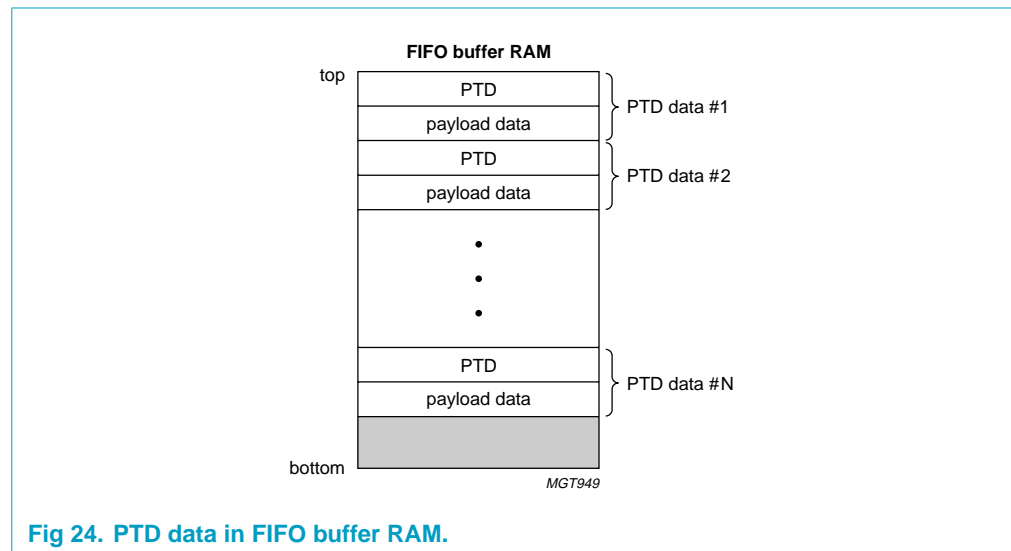 FIFO buffer RAM
top
PTD
payload data
PTD data #1
PTD
payload data
PTD data #2
PTD
payload data
PTD data #N
bottom
MGT949
Fig 24. PTD data in FIFO buffer RAM.